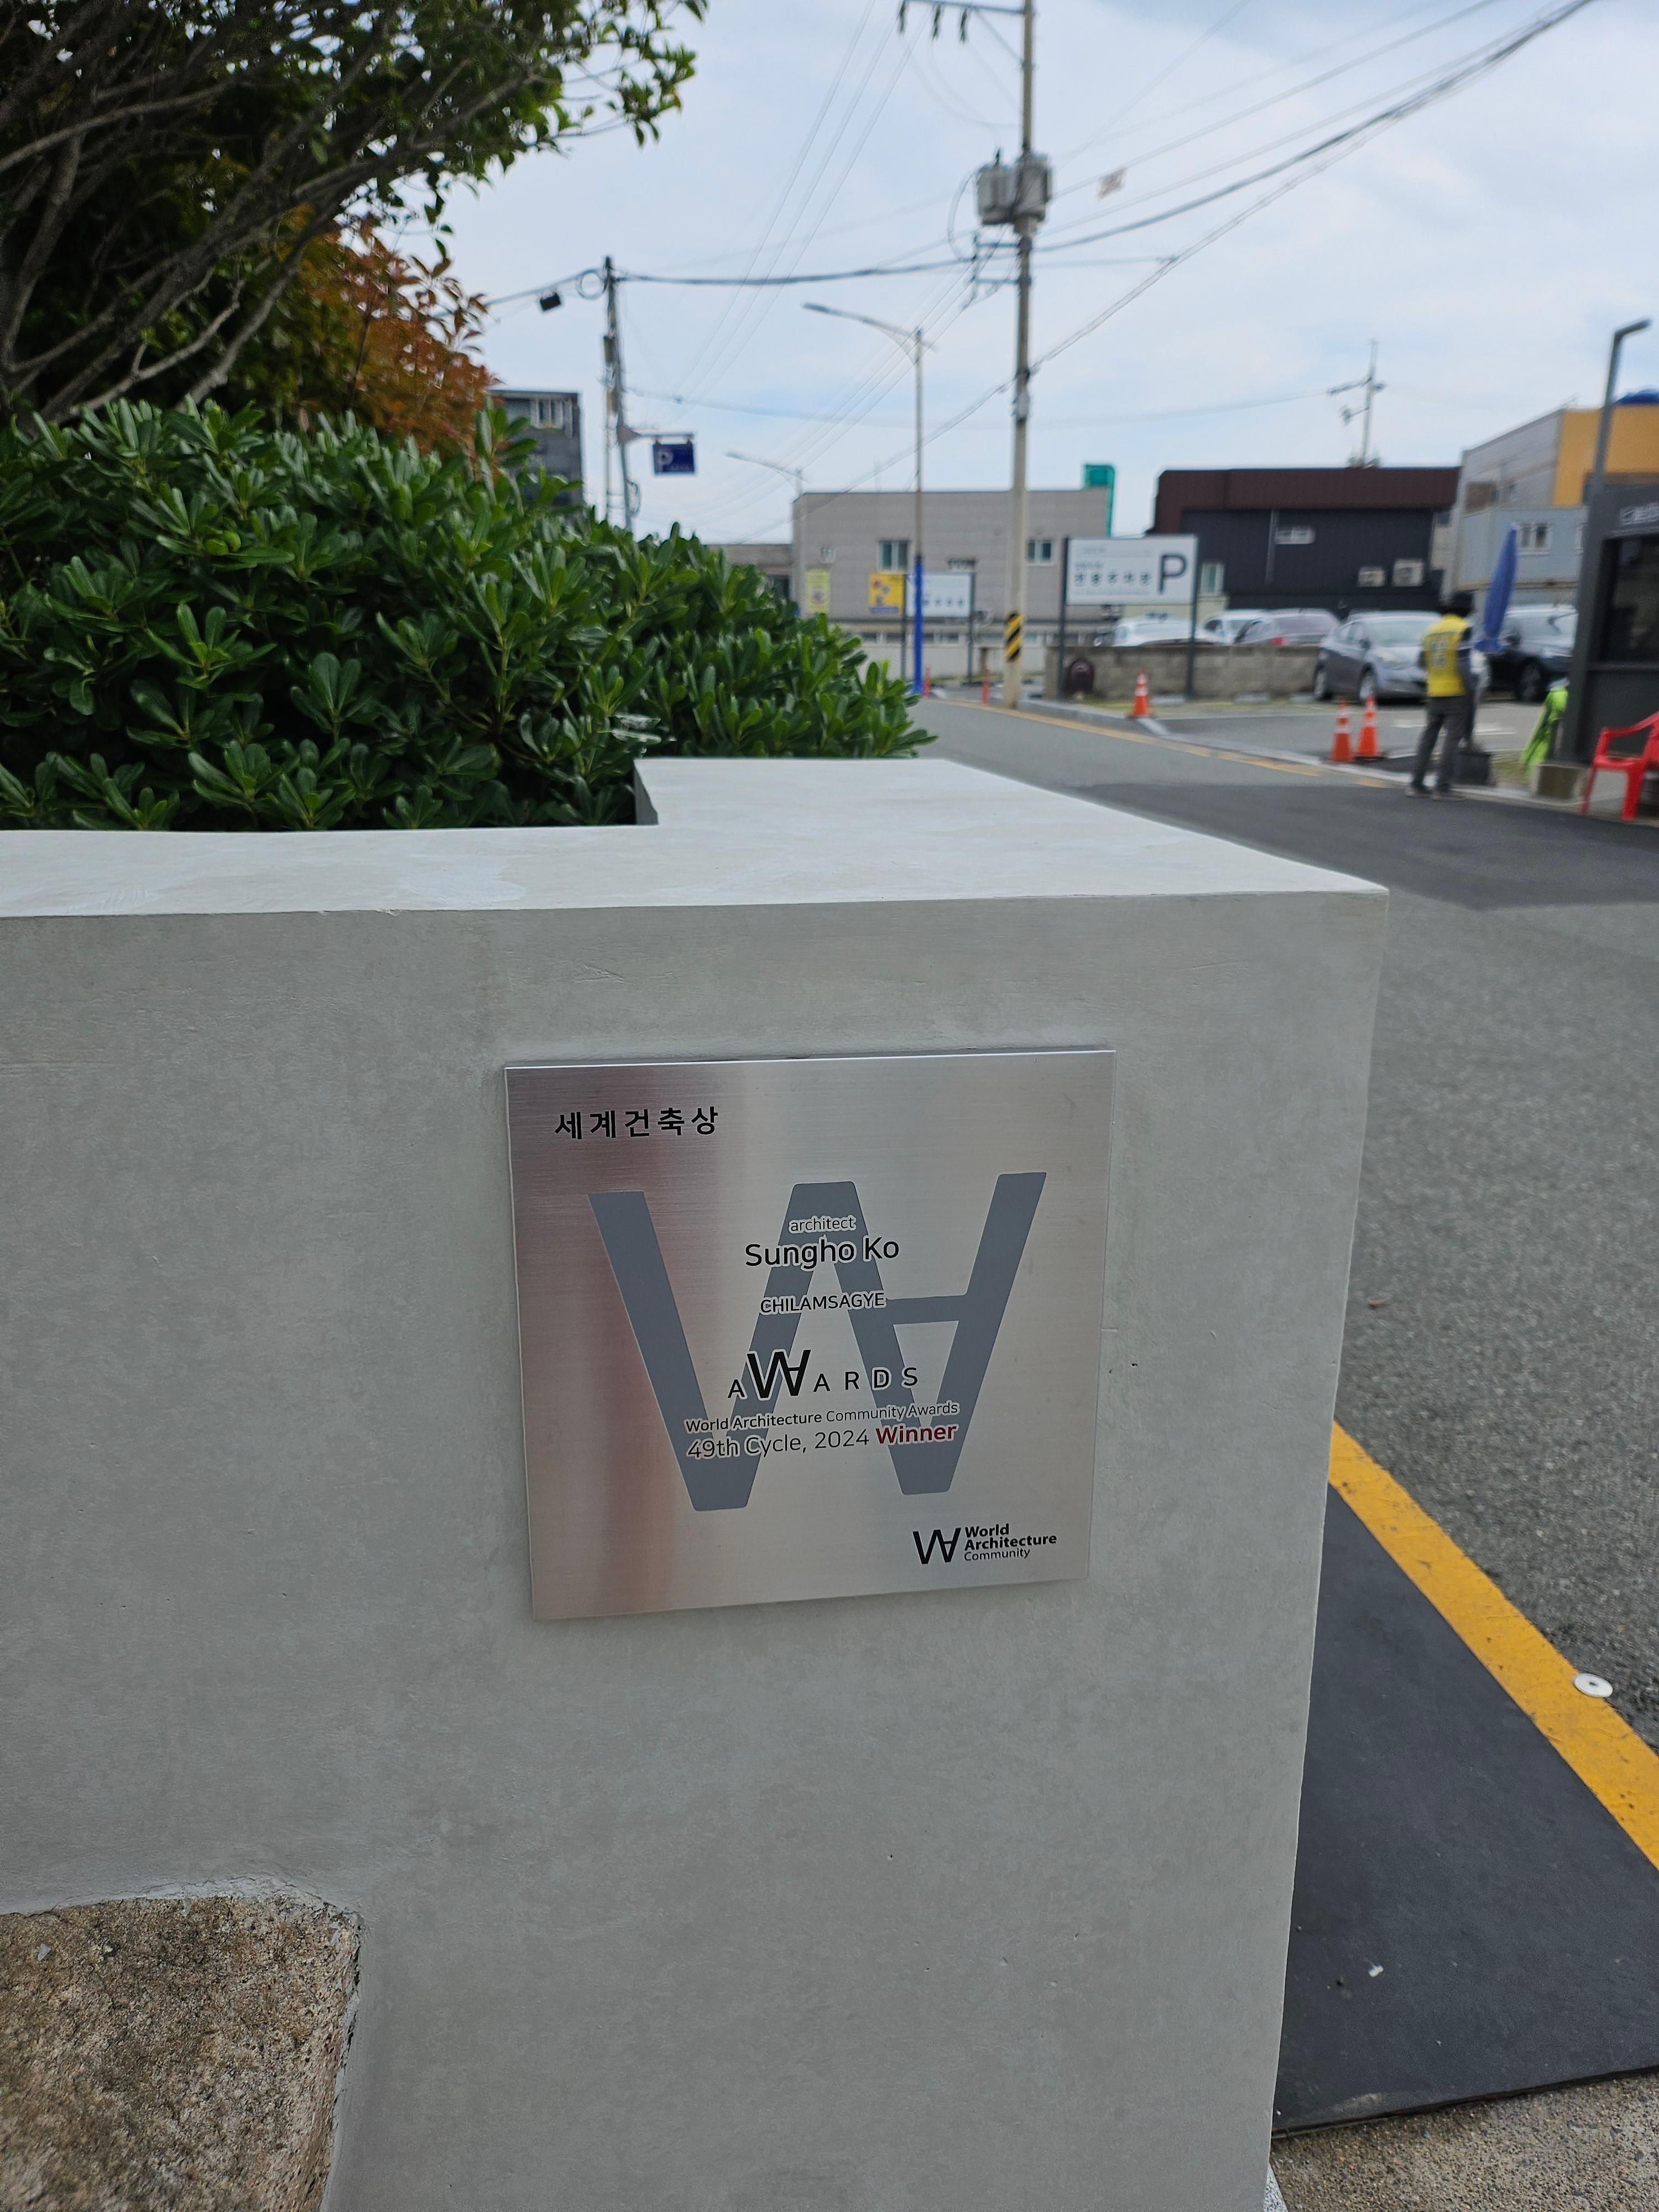 세계건축상
architect
Sungho Ko
CHILAMSAGYE
AWARDS
World Architecture Community Awards
49th Cycle, 2024 Winner
WA World
Architecture
Community
P
P